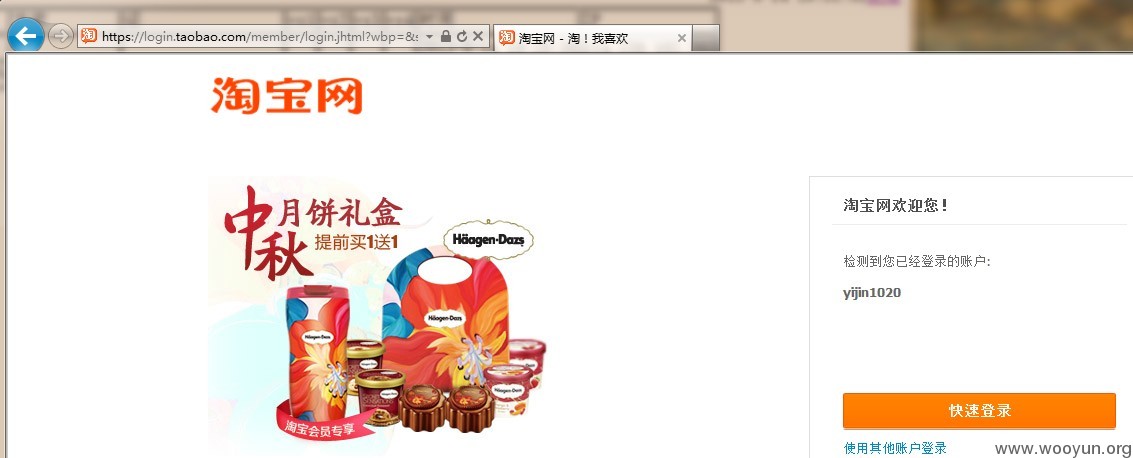 https://login.taobao.com/member/login.jhtml?wbp=&s
淘宝网 - 淘！我喜欢
淘宝网
中秋
月饼礼盒
提前买1送1
Häagen-Dazs
Häagen-Dazs
Häagen-Dazs
淘宝会员专享
淘宝网欢迎您！
检测到您已经登录的账户:
yijin1020
快速登录
使用其他账户登录
www.wooyun.org